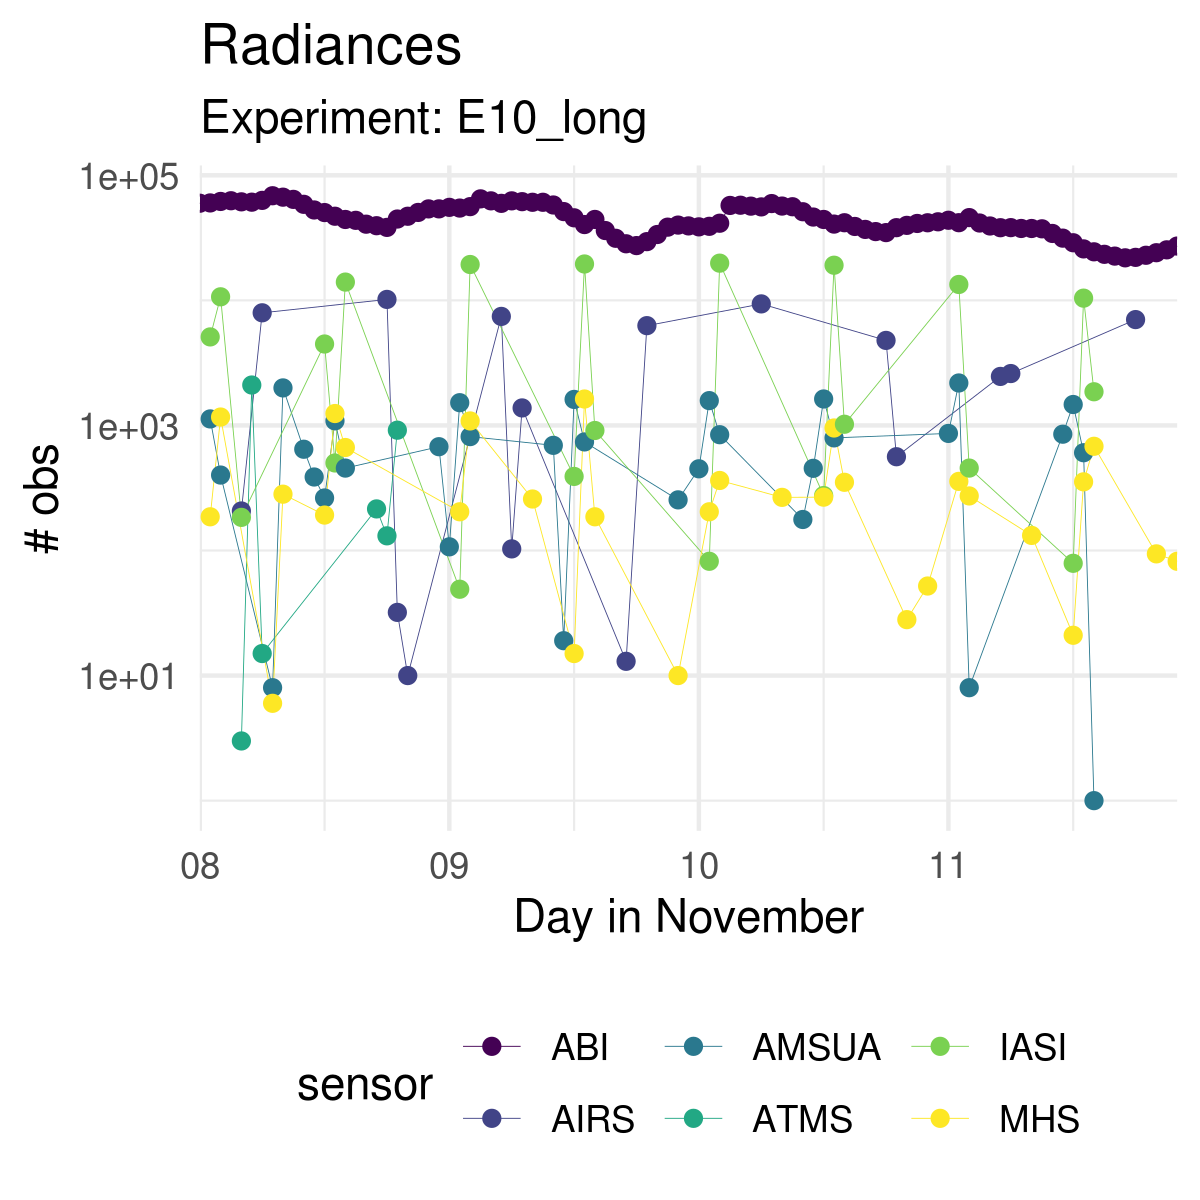 Radiances
Experiment: E10_long
1e+05
1e+03
1e+01
# obs
08 09 10 11
Day in November
sensor
ABI AMSUA IASI
AIRS ATMS MHS